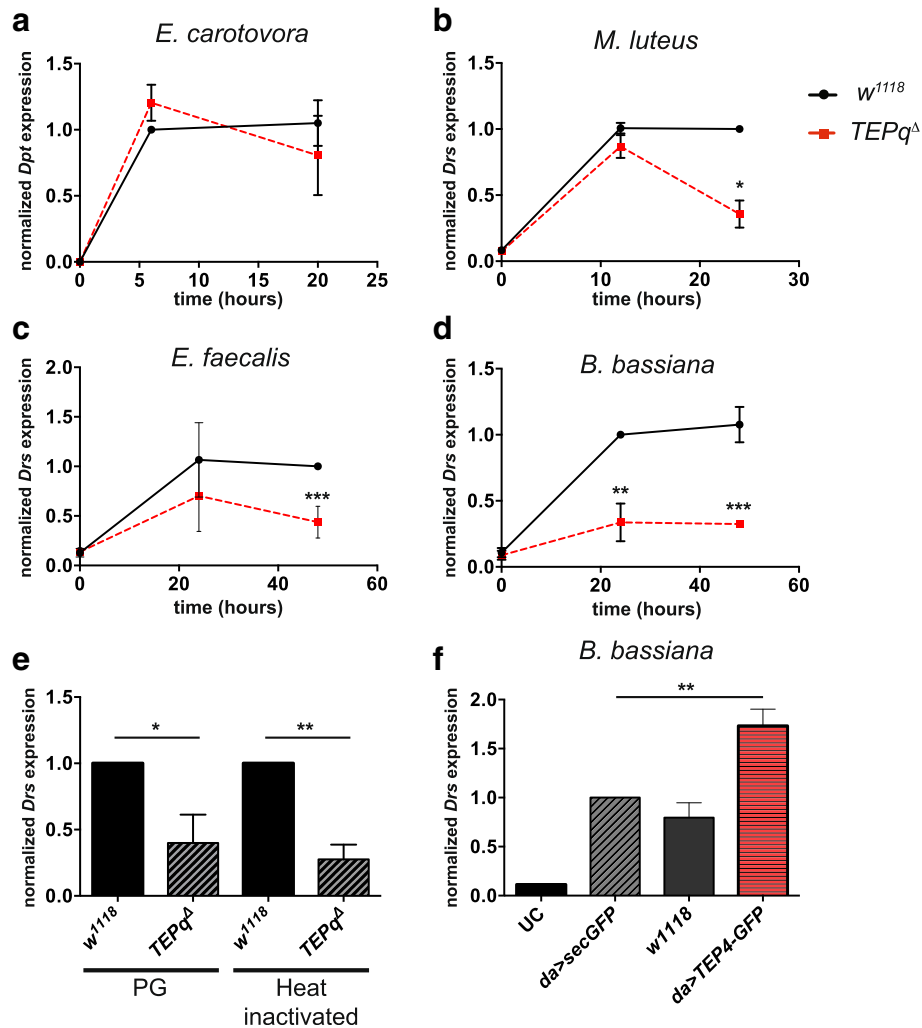 a
E. carotovora
normalized Dpt expression
1.5
1.0
0.5
0.0
0 5 10 15 20 25
time (hours)
b
M. luteus
normalized Drs expression
1.5
1.0
0.5
0.0
*
0 10 20 30
time (hours)
w1118
TEPqΔ
c
E. faecalis
normalized Drs expression
2.0
1.5
1.0
0.5
0.0
***
0 20 40 60
time (hours)
d
B. bassiana
normalized Drs expression
1.5
1.0
0.5
0.0
** ***
0 20 40 60
time (hours)
e
normalized Drs expression
1.5
1.0
0.5
0.0
* **
w1118 TEPqΔ w1118 TEPqΔ
PG Heat
inactivated
f
B. bassiana
normalized Drs expression
2.0
1.5
1.0
0.5
0.0
**
UC da>secGFP w1118 da>TEP4-GFP